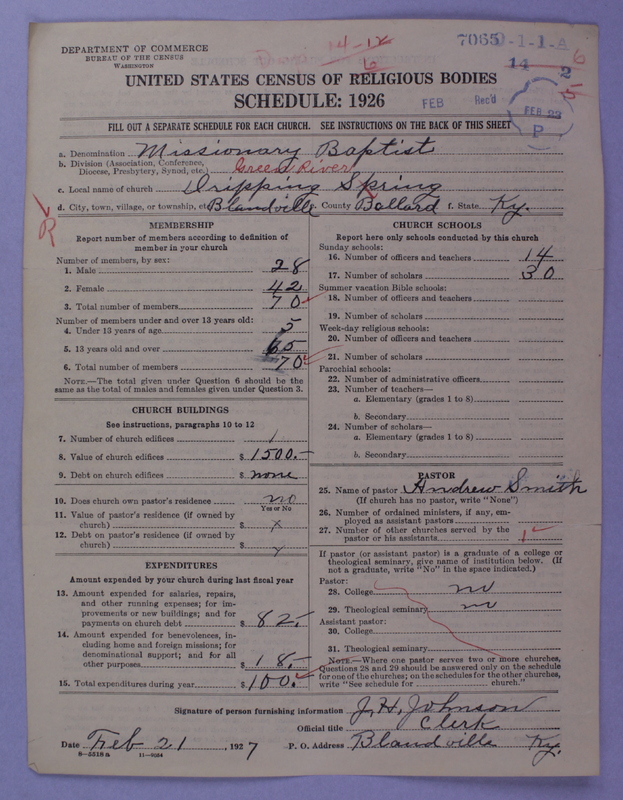 DEPARTMENT OF COMMERCE
BUREAU OF THE CENSUS
WASHINGTON
14-12
6
7065
-1-1-A
14 2
6
15
UNITED STATES CENSUS OF RELIGIOUS BODIES
SCHEDULE: 1926
FEB Rec'd
FEB 23
P
FILL OUT A SEPARATE SCHEDULE FOR EACH CHURCH. SEE INSTRUCTIONS ON THE BACK OF THIS SHEET
a. Denomination Missionary Baptist
b. Division (Association, Conference, Diocese, Presbytery, Synod, etc.) Green River
c. Local name of church Dripping Spring
d. City, town, village, or township, etc Blandville County Ballard f. State Ky.
R
MEMBERSHIP
Report number of members according to definition of
member in your church
Number of members, by sex:
1. Male 28
2. Female 42
3. Total number of members 70
Number of members under and over 13 years old:
4. Under 13 years of age 5
5. 13 years old and over 65
6. Total number of members 70
NOTE.—The total given under Question 6 should be the
same as the total of males and females given under Question 3.
CHURCH BUILDINGS
See instructions, paragraphs 10 to 12
7. Number of church edifices 1
8. Value of church edifices $ 1500.-
9. Debt on church edifices $ none
10. Does church own pastor's residence no
Yes or No
11. Value of pastor's residence (if owned by
church) $ x
12. Debt on pastor's residence (if owned by
church) $
EXPENDITURES
Amount expended by your church during last fiscal year
13. Amount expended for salaries, repairs,
and other running expenses; for im-
provements or new buildings; and for
payments on church debt $ 82.-
14. Amount expended for benevolences, in-
cluding home and foreign missions; for
denominational support; and for all
other purposes $ 18.-
15. Total expenditures during year $ 100.-
CHURCH SCHOOLS
Report here only schools conducted by this church
Sunday schools:
16. Number of officers and teachers 14
17. Number of scholars 30
Summer vacation Bible schools:
18. Number of officers and teachers
19. Number of scholars
Week-day religious schools:
20. Number of officers and teachers
21. Number of scholars
Parochial schools:
22. Number of administrative officers
23. Number of teachers—
a. Elementary (grades 1 to 8)
b. Secondary
24. Number of scholars—
a. Elementary (grades 1 to 8)
b. Secondary
PASTOR
25. Name of pastor Andrew Smith
(If church has no pastor, write "None")
26. Number of ordained ministers, if any, em-
ployed as assistant pastors
27. Number of other churches served by the
pastor or his assistants 1
If pastor (or assistant pastor) is a graduate of a college or
theological seminary, give name of institution below. (If
not a graduate, write "No" in the space indicated.)
Pastor:
28. College no
29. Theological seminary no
Assistant pastor:
30. College
31. Theological seminary
NOTE.—Where one pastor serves two or more churches,
Questions 28 and 29 should be answered only on the schedule
for one of the churches; on the schedules for the other churches,
write "See schedule for church."
Signature of person furnishing information J. H. Johnson
Official title Clerk
Date Feb 21, 1927 P. O. Address Blandville Ky.
8-5518a 11-9364